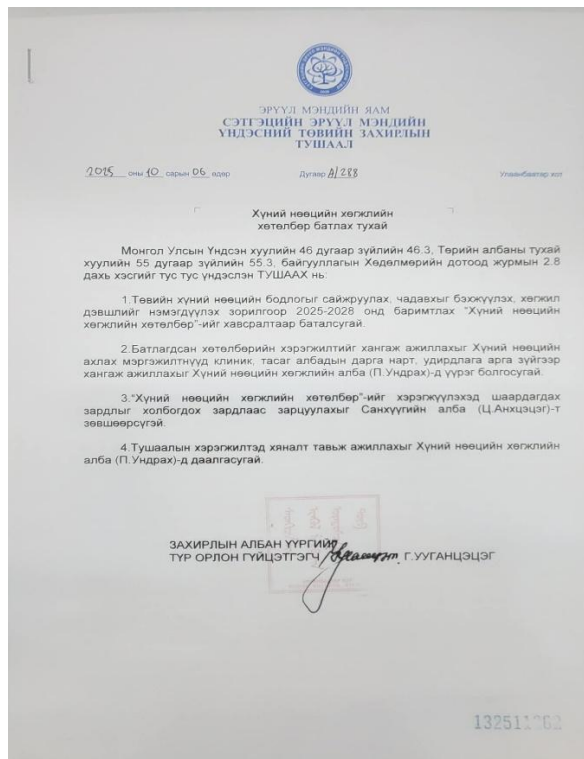 ЭРҮҮЛ МЭНДИЙН ЯАМ
СЭТГЭЦИЙН ЭРҮҮЛ МЭНДИЙН
ҮНДЭСНИЙ ТӨВИЙН ЗАХИРЛЫН
ТУШААЛ
2025 оны 10 сарын 06 өдөр Дугаар А/288 Улаанбаатар хот
Хүний нөөцийн хөгжлийн
хөтөлбөр батлах тухай
Монгол Улсын Үндсэн хуулийн 46 дугаар зүйлийн 46.3, Төрийн албаны тухай
хуулийн 55 дугаар зүйлийн 55.3, байгууллагын Хөдөлмөрийн дотоод журмын 2.8
дахь хэсгийг тус тус үндэслэн ТУШААХ нь:
1.Төвийн хүний нөөцийн бодлогыг сайжруулах, чадавхыг бэхжүүлэх, хөгжил
дэвшлийг нэмэгдүүлэх зорилгоор 2025-2028 онд баримтлах "Хүний нөөцийн
хөгжлийн хөтөлбөр"-ийг хавсралтаар баталсугай.
2.Батлагдсан хөтөлбөрийн хэрэгжилтийг хангаж ажиллахыг Хүний нөөцийн
ахлах мэргэжилтнүүд клиник, тасаг албадын дарга нарт, удирдлага арга зүйгээр
хангаж ажиллахыг Хүний нөөцийн хөгжлийн алба (П.Ундрах)-д үүрэг болгосугай.
3."Хүний нөөцийн хөгжлийн хөтөлбөр"-ийг хэрэгжүүлэхэд шаардагдах
зардлыг холбогдох зардлаас зарцуулахыг Санхүүгийн алба (Ц.Анхцэцэг)-т
зөвшөөрсүгэй.
4.Тушаалын хэрэгжилтэд хяналт тавьж ажиллахыг Хүний нөөцийн хөгжлийн
алба (П.Ундрах)-д даалгасугай.
ЗАХИРЛЫН АЛБАН ҮҮРГИЙГ
ТҮР ОРЛОН ГҮЙЦЭТГЭГЧ Г.УУГАНЦЭЦЭГ